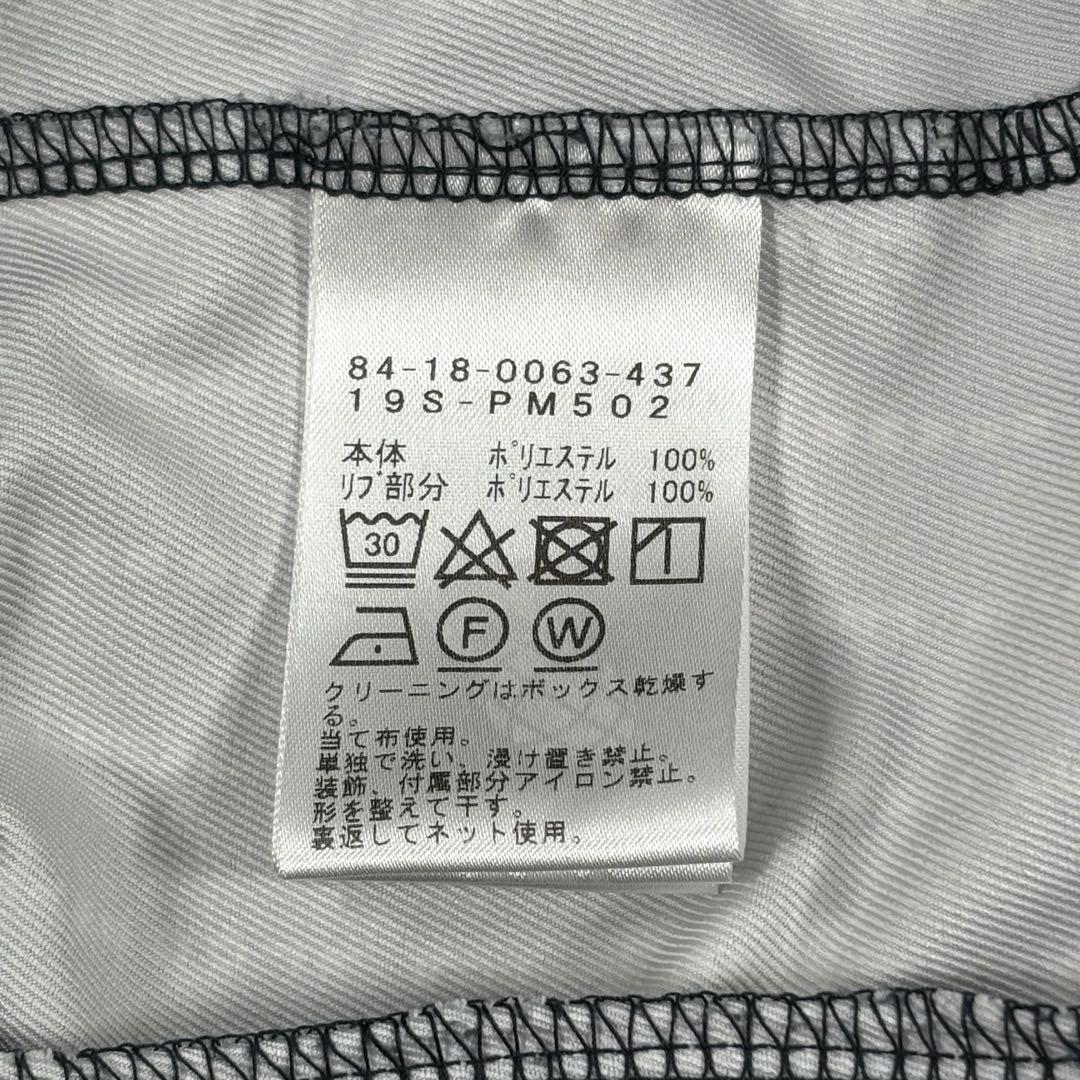 84-18-0063-437
19S-PM502
本体 ポリエステル 100%
リブ部分 ポリエステル 100%
30
F W
クリーニングはボックス乾燥す
る。
当て布使用。
単独で洗い、浸け置き禁止。
装飾、付属部分アイロン禁止。
形を整えて干す。
裏返してネット使用。